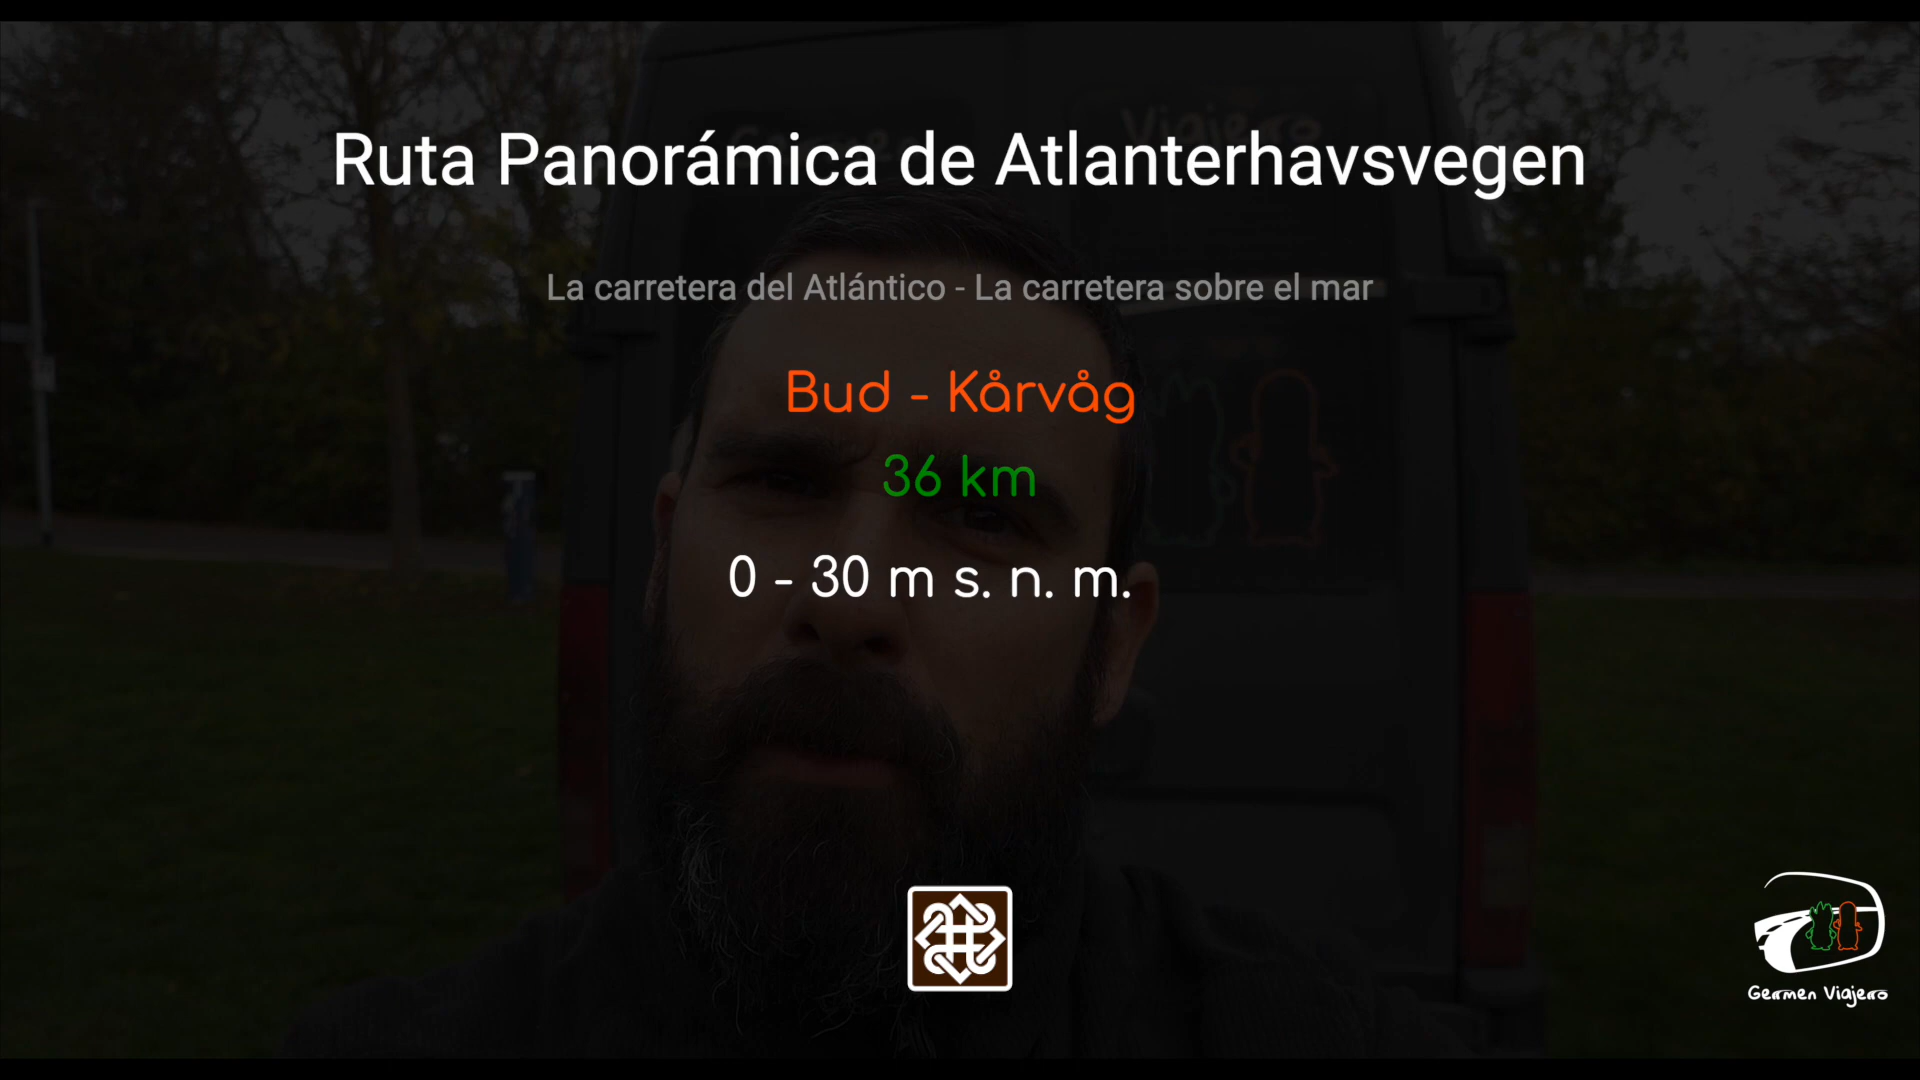 Viajero
Ruta Panorámica de Atlanterhavsvegen
La carretera del Atlántico - La carretera sobre el mar
Bud - Kårvåg
36 km
0 - 30 m s. n. m.
Germen Viajero